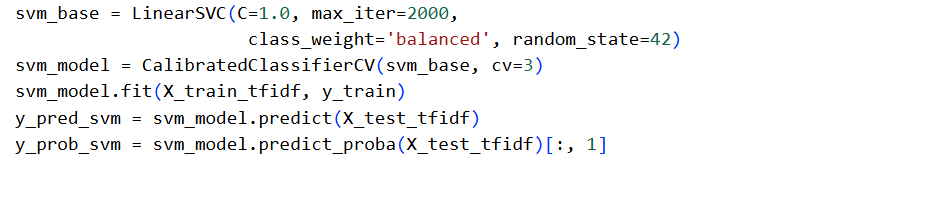 svm_base = LinearSVC(C=1.0, max_iter=2000,
                      class_weight='balanced', random_state=42)
svm_model = CalibratedClassifierCV(svm_base, cv=3)
svm_model.fit(X_train_tfidf, y_train)
y_pred_svm = svm_model.predict(X_test_tfidf)
y_prob_svm = svm_model.predict_proba(X_test_tfidf)[:, 1]